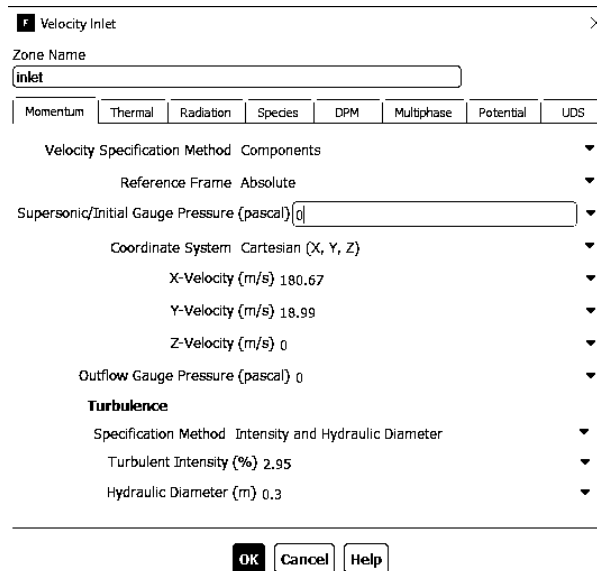 F Velocity Inlet
Zone Name
inlet
Momentum Thermal Radiation Species DPM Multiphase Potential UDS
Velocity Specification Method Components
Reference Frame Absolute
Supersonic/Initial Gauge Pressure {pascal} 0
Coordinate System Cartesian {X, Y, Z}
X-Velocity {m/s} 180.67
Y-Velocity {m/s} 18.99
Z-Velocity {m/s} 0
Outflow Gauge Pressure {pascal} 0
Turbulence
Specification Method Intensity and Hydraulic Diameter
Turbulent Intensity {%} 2.95
Hydraulic Diameter {m} 0.3
OK Cancel Help